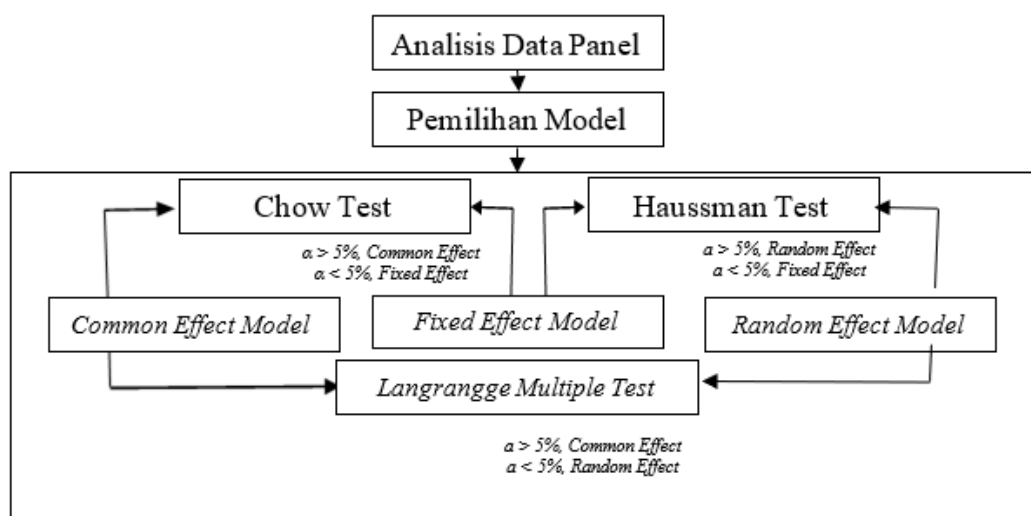 Analisis Data Panel
Pemilihan Model
Chow Test
Haussman Test
α > 5%, Common Effect
α < 5%, Fixed Effect
α > 5%, Random Effect
α < 5%, Fixed Effect
Common Effect Model
Fixed Effect Model
Random Effect Model
Langrangge Multiple Test
α > 5%, Common Effect
α < 5%, Random Effect